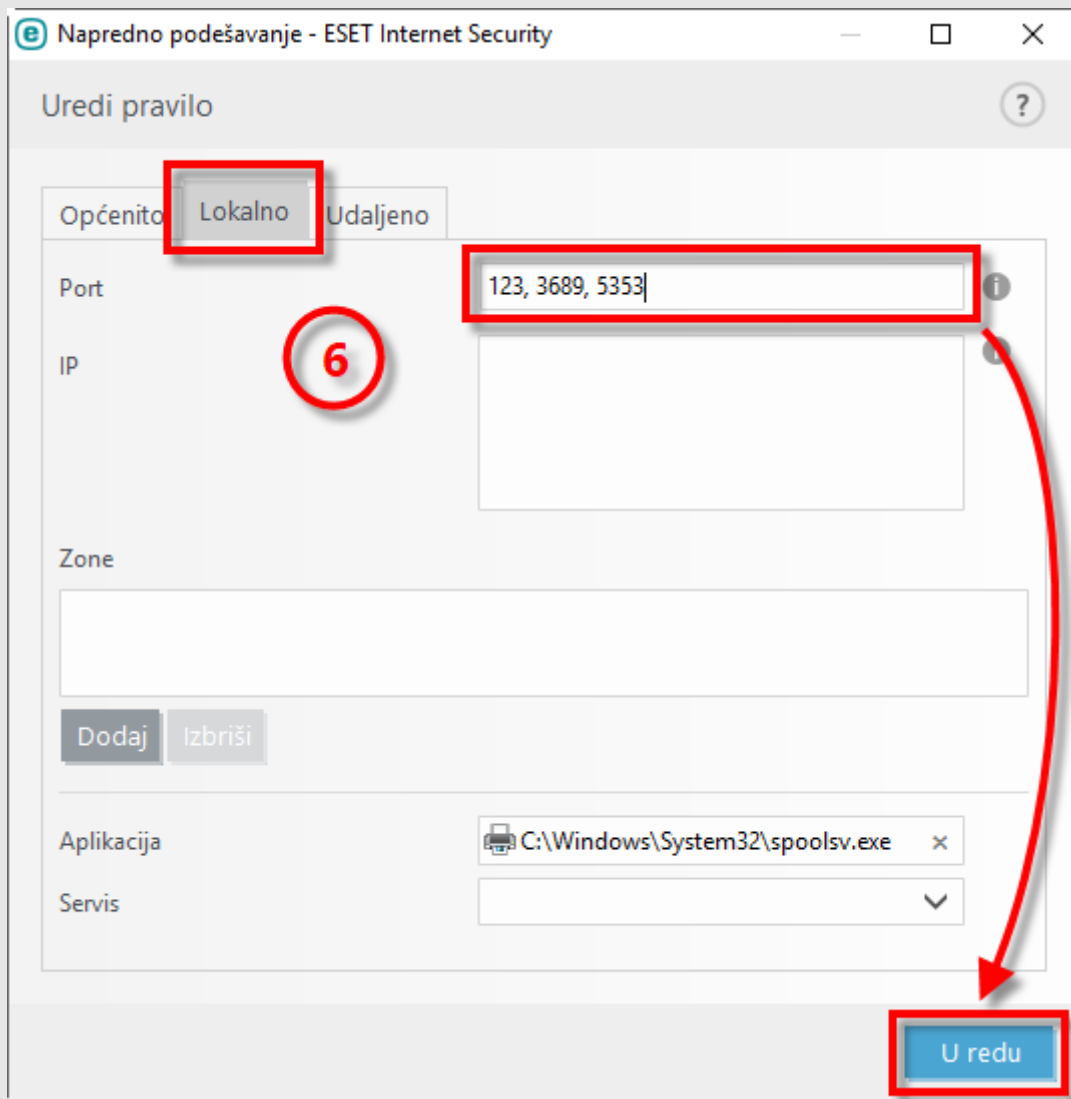 Napredno podešavanje - ESET Internet Security
Uredi pravilo
?
Općenito Lokalno Udaljeno
Port 123, 3689, 5353
6
IP
Zone
Dodaj Izbriši
Aplikacija C:\Windows\System32\spoolsv.exe
Servis
U redu